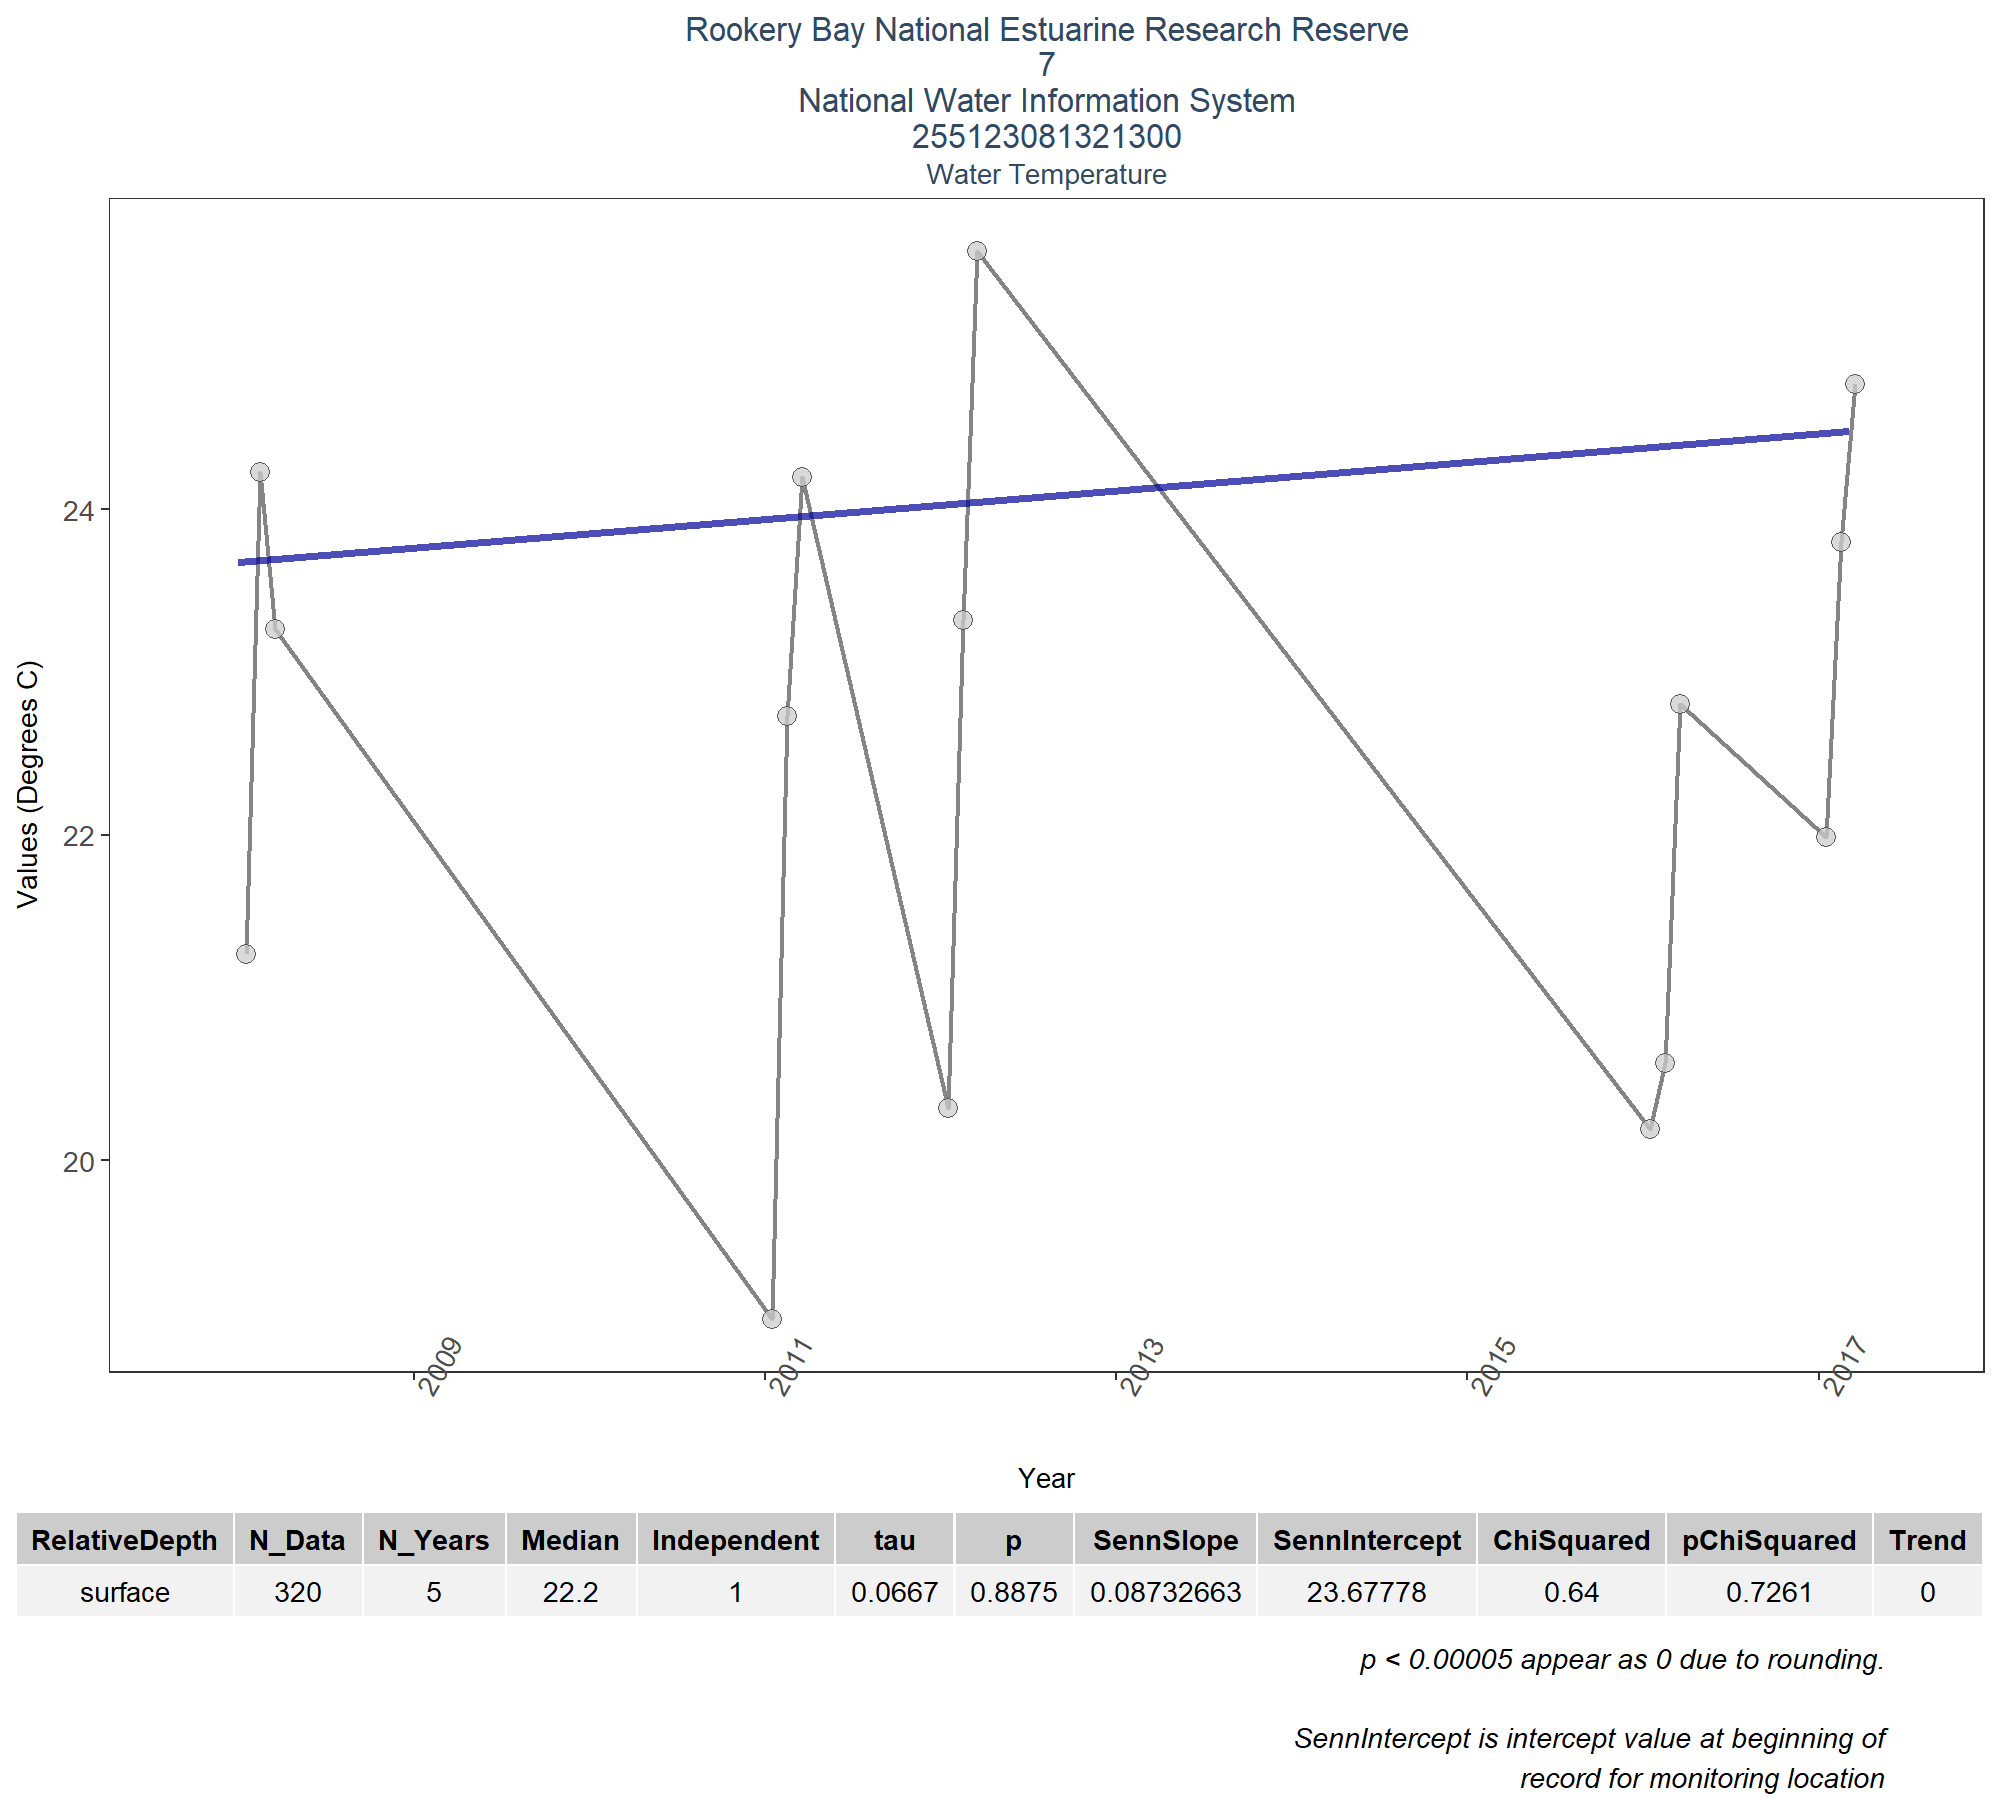 Rookery Bay National Estuarine Research Reserve
7
National Water Information System
255123081321300
Water Temperature
Values (Degrees C)
24
22
20
2009
2011
2013
2015
2017
Year
RelativeDepth N_Data N_Years Median Independent tau p SennSlope SennIntercept ChiSquared pChiSquared Trend
surface 320 5 22.2 1 0.0667 0.8875 0.08732663 23.67778 0.64 0.7261 0
p < 0.00005 appear as 0 due to rounding.
SennIntercept is intercept value at beginning of
record for monitoring location